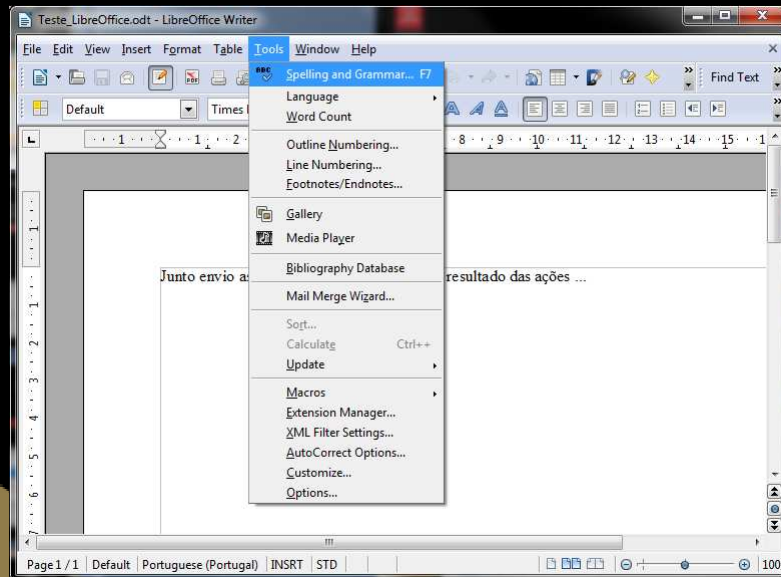 Teste_LibreOffice.odt - LibreOffice Writer
File Edit View Insert Format Table Tools Window Help
Find Text
Default
Times
Spelling and Grammar... F7
Language
Word Count
Outline Numbering...
Line Numbering...
Footnotes/Endnotes...
Gallery
Media Player
Bibliography Database
Mail Merge Wizard...
Sort...
Calculate Ctrl++
Update
Macros
Extension Manager...
XML Filter Settings...
AutoCorrect Options...
Customize...
Options...
Junto envio resultado das ações ...
Page 1 / 1 Default Portuguese (Portugal) INSRT STD 100